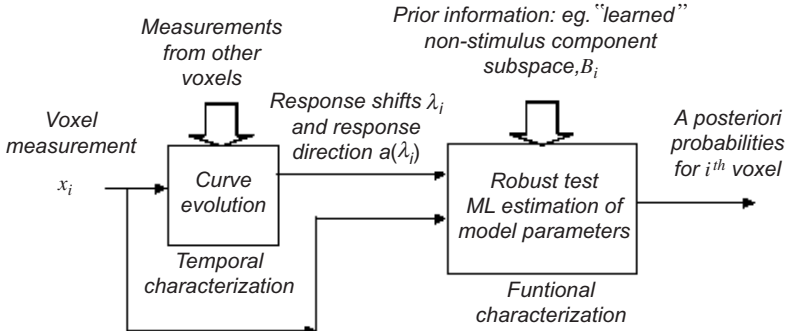 Measurements
from other
voxels
Prior information: eg. “learned”
non-stimulus component
subspace, B_i
Voxel
measurement
x_i
Response shifts λ_i
and response
direction a(λ_i)
A posteriori
probabilities
for i^th voxel
Curve
evolution
Robust test
ML estimation of
model parameters
Temporal
characterization
Funtional
characterization